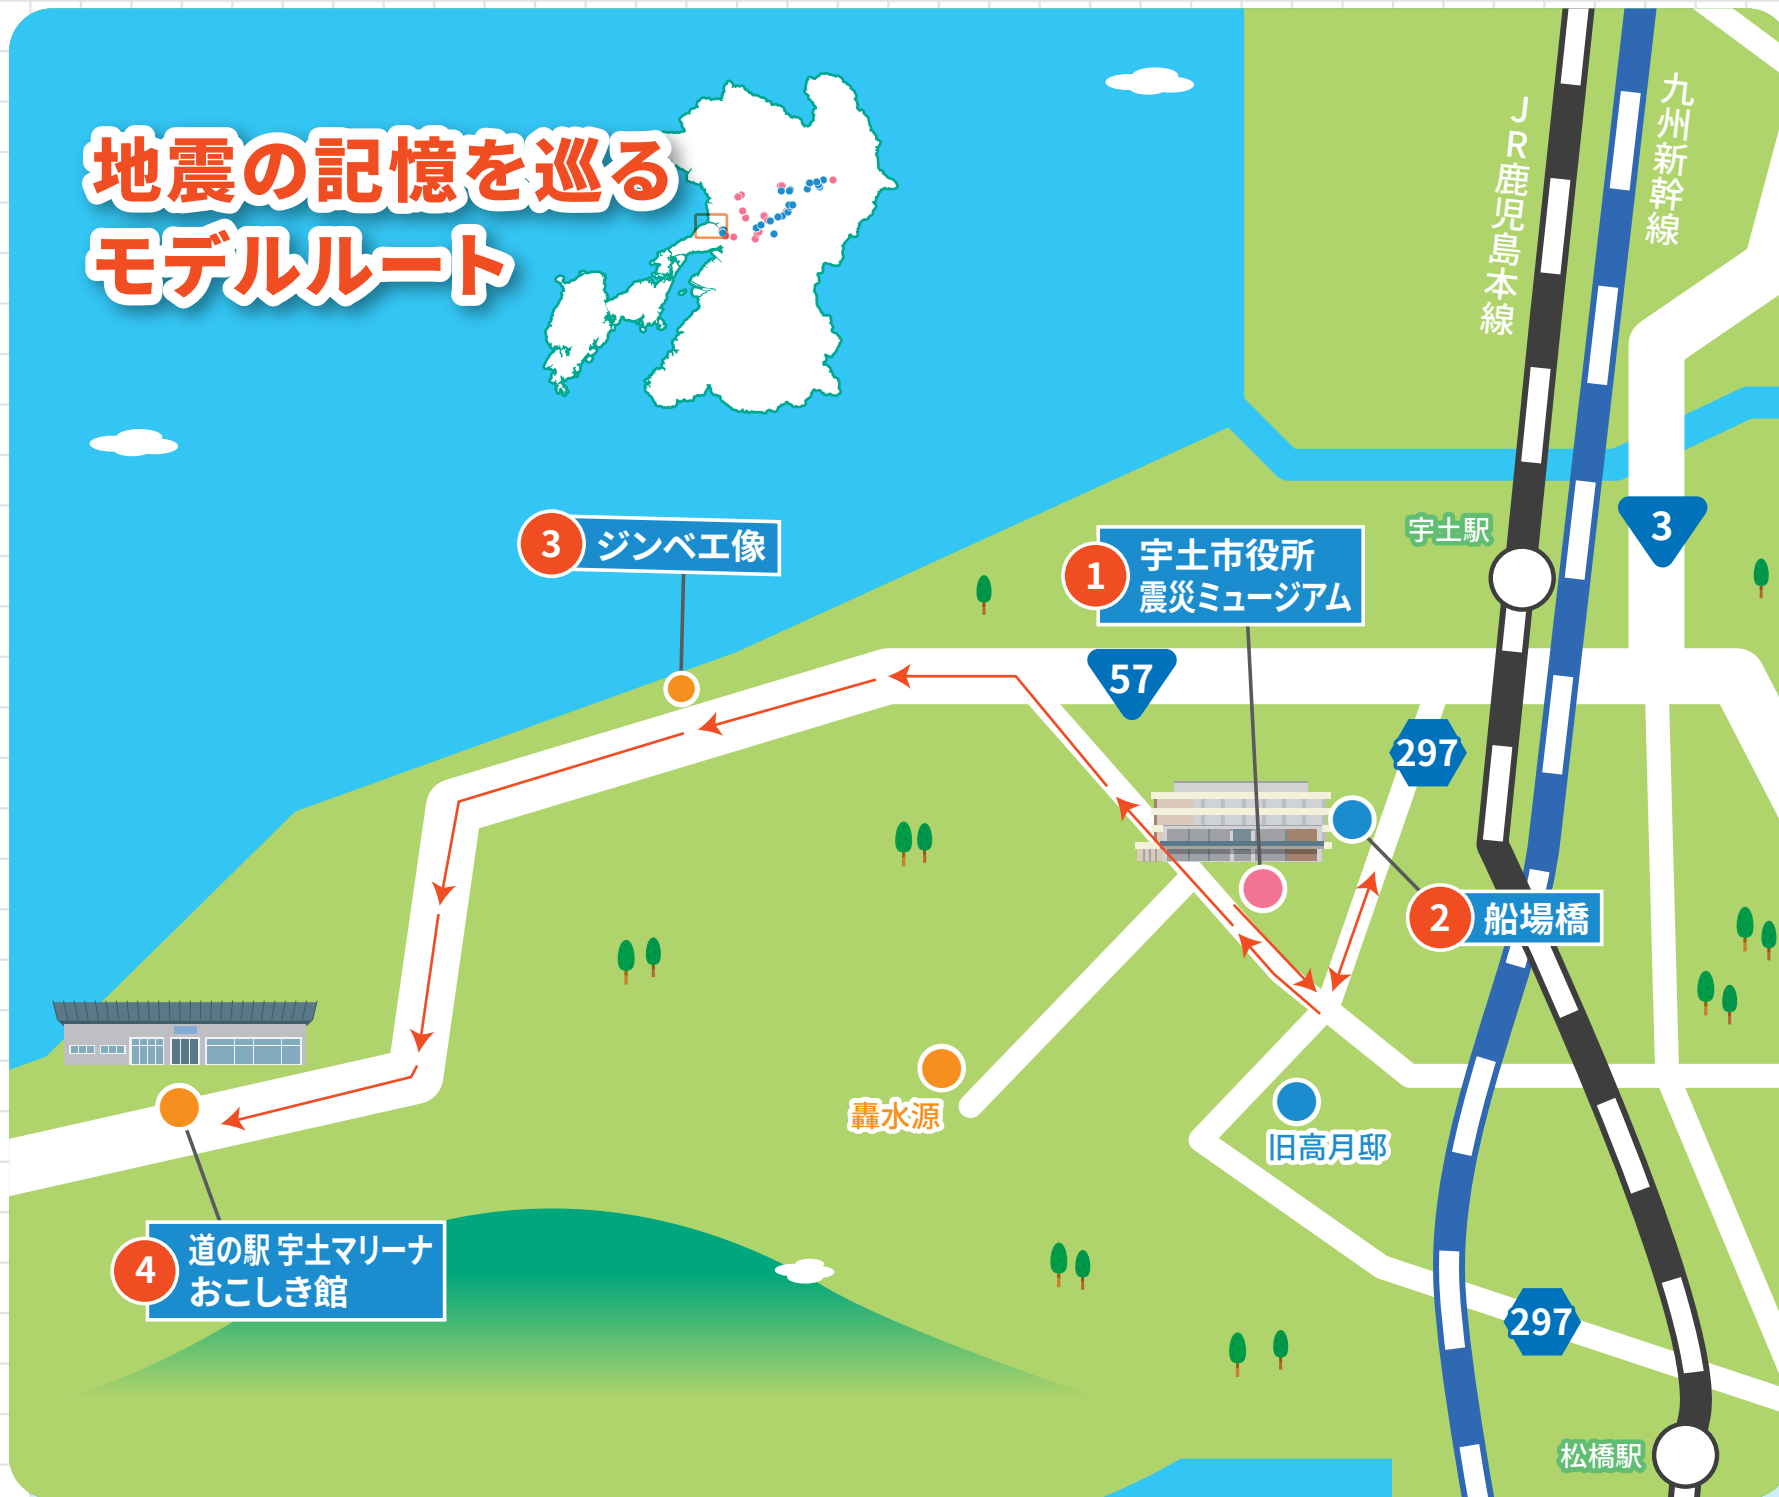 地震の記憶を巡る
モデルルート
JR鹿児島本線
九州新幹線
3 ジンベエ像
1 宇土市役所
震災ミュージアム
宇土駅
3
57
297
2 船場橋
轟水源
旧高月邸
4 道の駅 宇土マリーナ
おこしき館
297
松橋駅